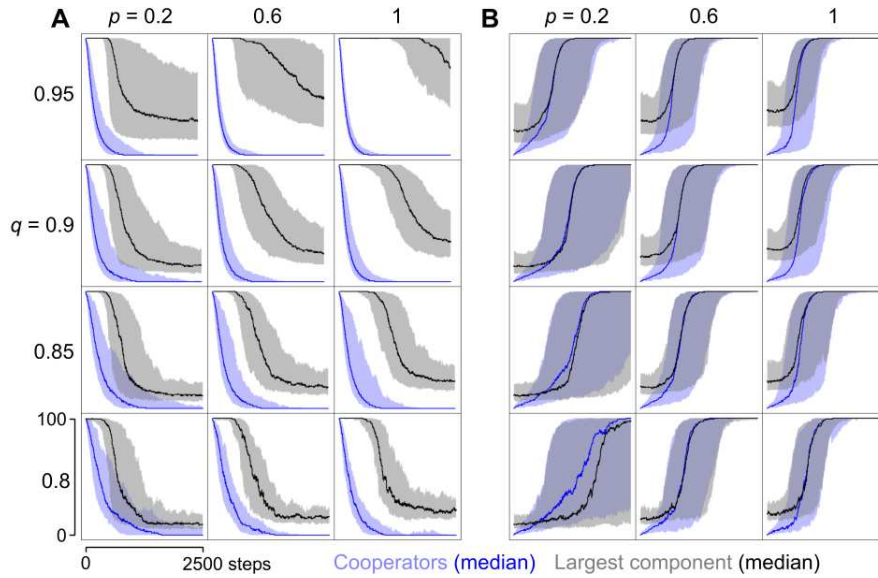 A p = 0.2 0.6 1 B p = 0.2 0.6 1
0.95
q = 0.9
0.85
100
0.8
0
0 2500 steps Cooperators (median) Largest component (median)